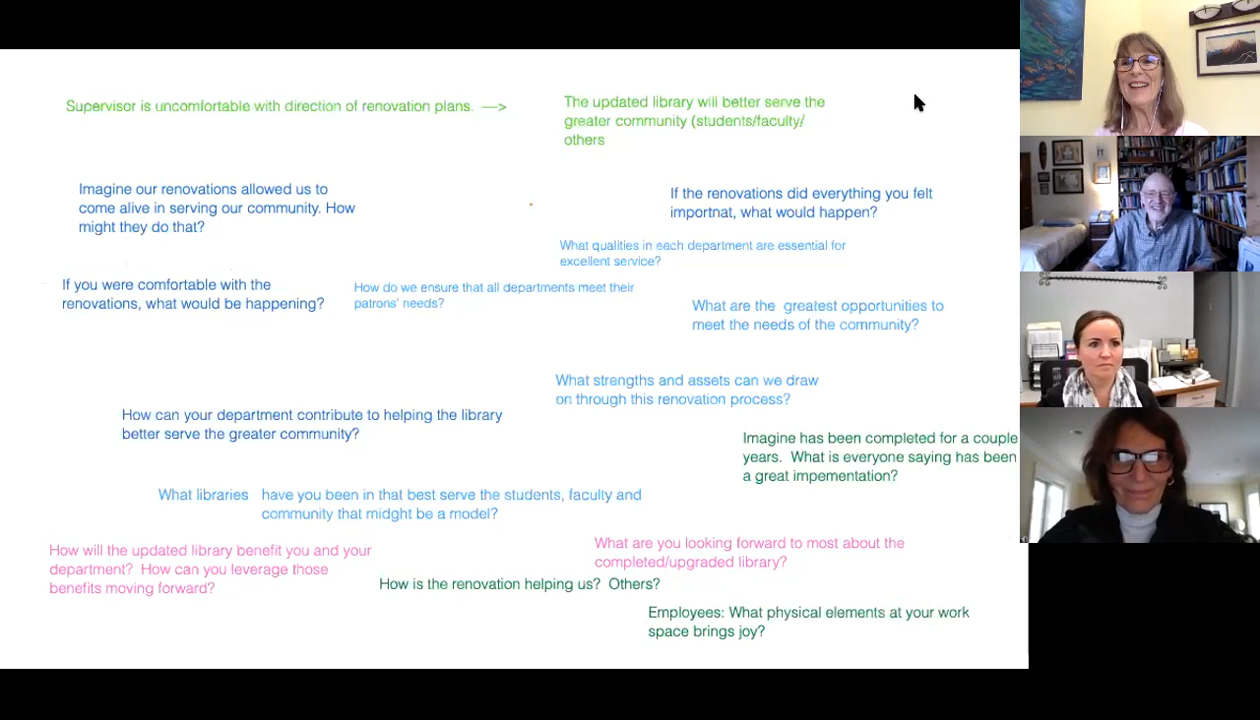 Supervisor is uncomfortable with direction of renovation plans. —>
The updated library will better serve the
greater community (students/faculty/
others
Imagine our renovations allowed us to
come alive in serving our community. How
might they do that?
If the renovations did everything you felt
importnat, what would happen?
What qualities in each department are essential for
excellent service?
If you were comfortable with the
renovations, what would be happening?
How do we ensure that all departments meet their
patrons' needs?
What are the greatest opportunities to
meet the needs of the community?
What strengths and assets can we draw
on through this renovation process?
How can your department contribute to helping the library
better serve the greater community?
Imagine has been completed for a couple
years. What is everyone saying has been
a great impementation?
What libraries have you been in that best serve the students, faculty and
community that midght be a model?
How will the updated library benefit you and your
department? How can you leverage those
benefits moving forward?
What are you looking forward to most about the
completed/upgraded library?
How is the renovation helping us? Others?
Employees: What physical elements at your work
space brings joy?